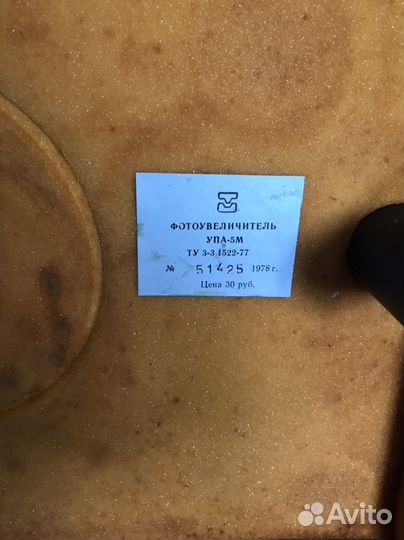 ФОТОУВЕЛИЧИТЕЛЬ
УПА-5М
ТУ 3-3.1522-77
№ 51425 1978 г.
Цена 30 руб.
Avito